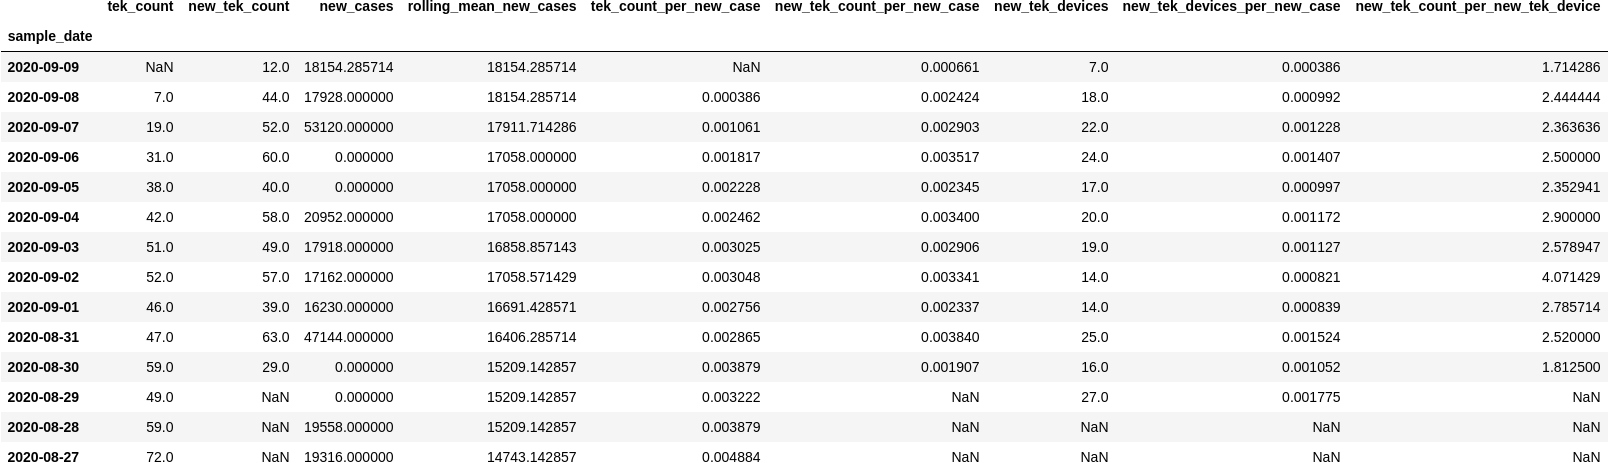 tek_count new_tek_count new_cases rolling_mean_new_cases tek_count_per_new_case new_tek_count_per_new_case new_tek_devices new_tek_devices_per_new_case new_tek_count_per_new_tek_device
sample_date
2020-09-09 NaN 12.0 18154.285714 18154.285714 NaN 0.000661 7.0 0.000386 1.714286
2020-09-08 7.0 44.0 17928.000000 18154.285714 0.000386 0.002424 18.0 0.000992 2.444444
2020-09-07 19.0 52.0 53120.000000 17911.714286 0.001061 0.002903 22.0 0.001228 2.363636
2020-09-06 31.0 60.0 0.000000 17058.000000 0.001817 0.003517 24.0 0.001407 2.500000
2020-09-05 38.0 40.0 0.000000 17058.000000 0.002228 0.002345 17.0 0.000997 2.352941
2020-09-04 42.0 58.0 20952.000000 17058.000000 0.002462 0.003400 20.0 0.001172 2.900000
2020-09-03 51.0 49.0 17918.000000 16858.857143 0.003025 0.002906 19.0 0.001127 2.578947
2020-09-02 52.0 57.0 17162.000000 17058.571429 0.003048 0.003341 14.0 0.000821 4.071429
2020-09-01 46.0 39.0 16230.000000 16691.428571 0.002756 0.002337 14.0 0.000839 2.785714
2020-08-31 47.0 63.0 47144.000000 16406.285714 0.002865 0.003840 25.0 0.001524 2.520000
2020-08-30 59.0 29.0 0.000000 15209.142857 0.003879 0.001907 16.0 0.001052 1.812500
2020-08-29 49.0 NaN 0.000000 15209.142857 0.003222 NaN 27.0 0.001775 NaN
2020-08-28 59.0 NaN 19558.000000 15209.142857 0.003879 NaN NaN NaN NaN
2020-08-27 72.0 NaN 19316.000000 14743.142857 0.004884 NaN NaN NaN NaN